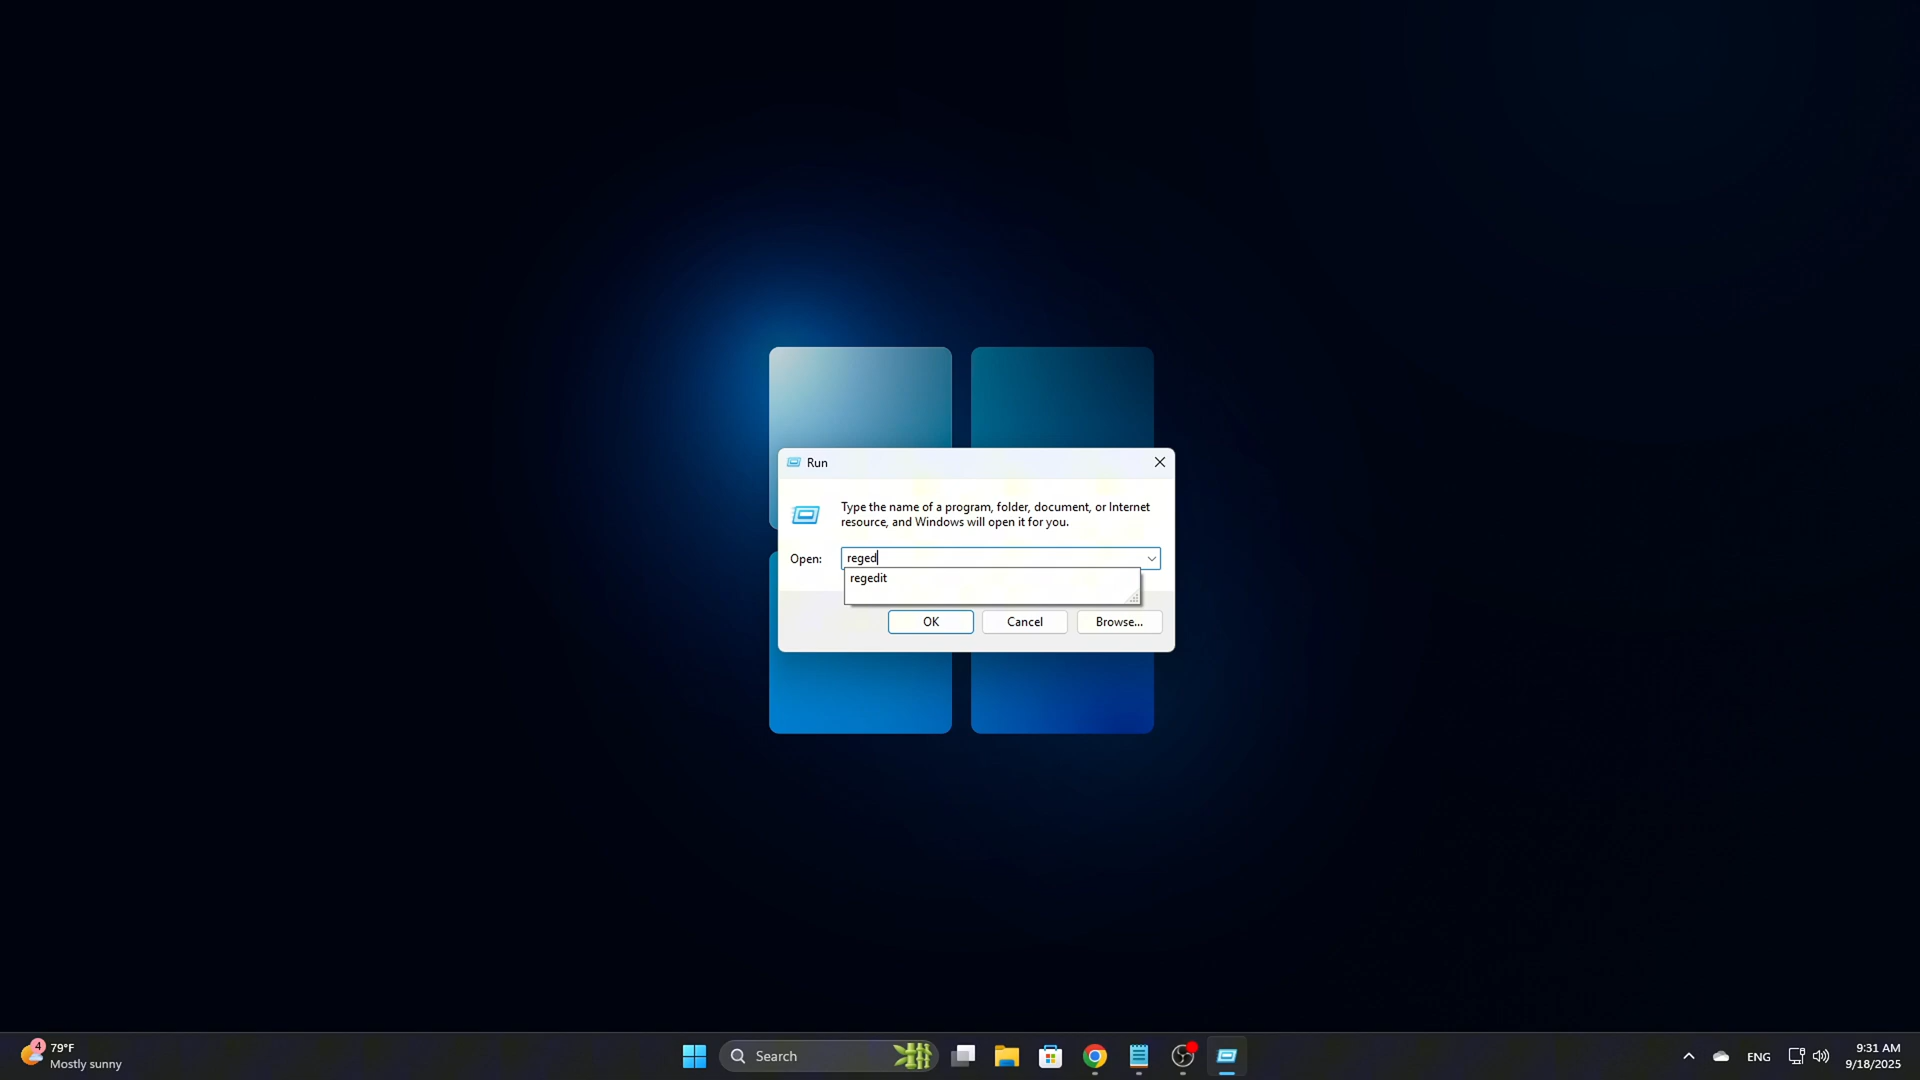 Run
Type the name of a program, folder, document, or Internet
resource, and Windows will open it for you.
Open:
reged
regedit
OK
Cancel
Browse...
4
79°F
Mostly sunny
Search
ENG
9:31 AM
9/18/2025